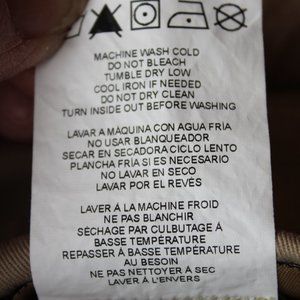 MACHINE WASH COLD
DO NOT BLEACH
TUMBLE DRY LOW
COOL IRON IF NEEDED
DO NOT DRY CLEAN
TURN INSIDE OUT BEFORE WASHING
LAVAR A MÁQUINA CON AGUA FRÍA
NO USAR BLANQUEADOR
SECAR EN SECADORA CICLO LENTO
PLANCHA FRÍA SI ES NECESARIO
NO LAVAR EN SECO
LAVAR POR EL REVÉS
LAVER À LA MACHINE FROID
NE PAS BLANCHIR
SÉCHAGE PAR CULBUTAGE À
BASSE TEMPÉRATURE
REPASSER À BASSE TEMPÉRATURE
AU BESOIN
NE PAS NETTOYER À SEC
LAVER À L'ENVERS